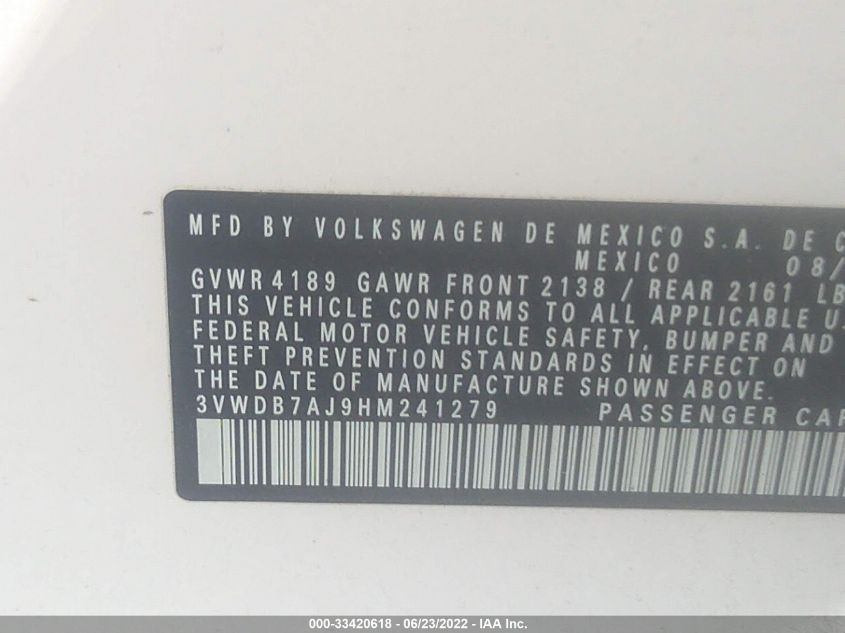 MFD BY VOLKSWAGEN DE MEXICO S.A. DE C
MEXICO 08/
GVWR 4189 GAWR FRONT 2138 / REAR 2161 LB
THIS VEHICLE CONFORMS TO ALL APPLICABLE U.
FEDERAL MOTOR VEHICLE SAFETY, BUMPER AND
THEFT PREVENTION STANDARDS IN EFFECT ON
THE DATE OF MANUFACTURE SHOWN ABOVE.
3VWDB7AJ9HM241279 PASSENGER CAR
000-33420618 - 06/23/2022 - IAA Inc.